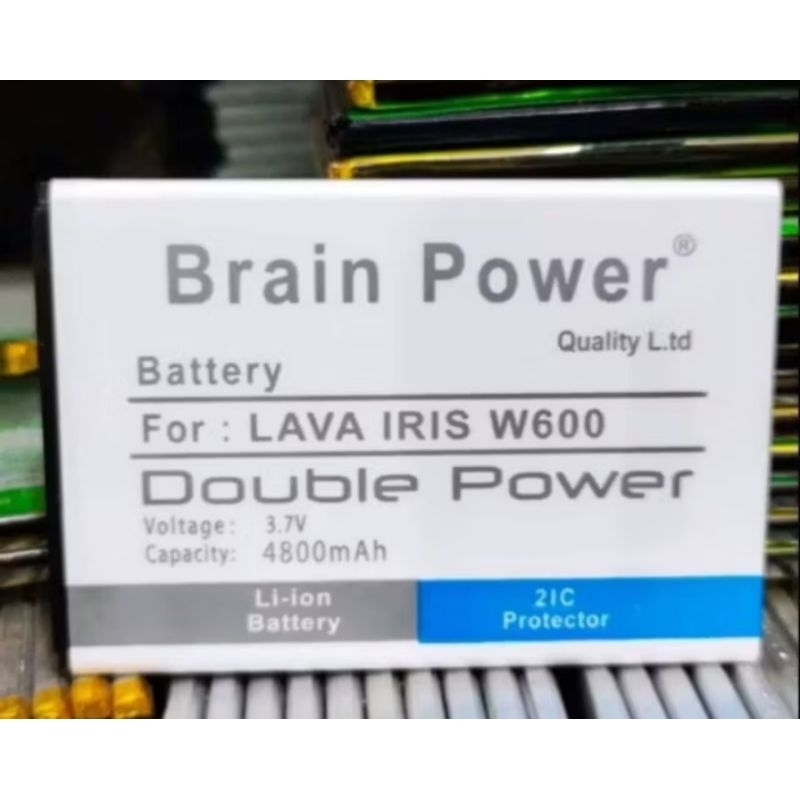 Brain Power®
Quality L.td
Battery
For : LAVA IRIS W600
Double Power
Voltage: 3.7V
Capacity: 4800mAh
Li-ion
Battery
2IC
Protector